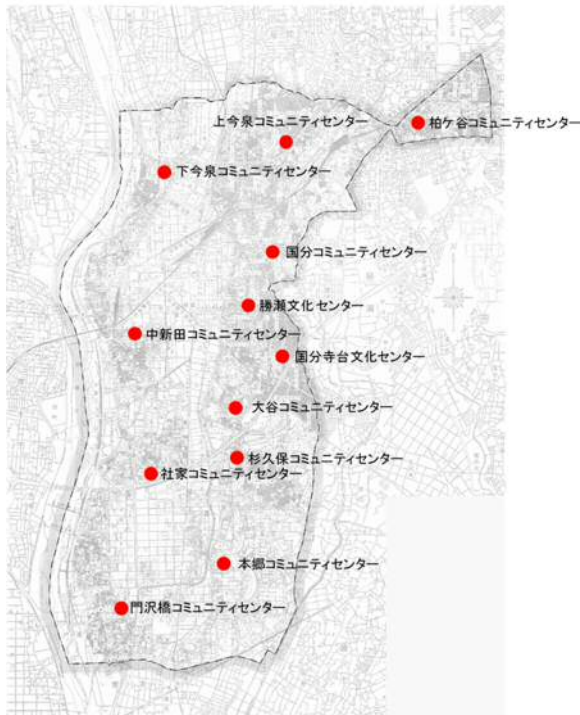 上今泉コミュニティセンター
柏ケ谷コミュニティセンター
下今泉コミュニティセンター
国分コミュニティセンター
勝瀬文化センター
中新田コミュニティセンター
国分寺台文化センター
大谷コミュニティセンター
杉久保コミュニティセンター
社家コミュニティセンター
本郷コミュニティセンター
門沢橋コミュニティセンター